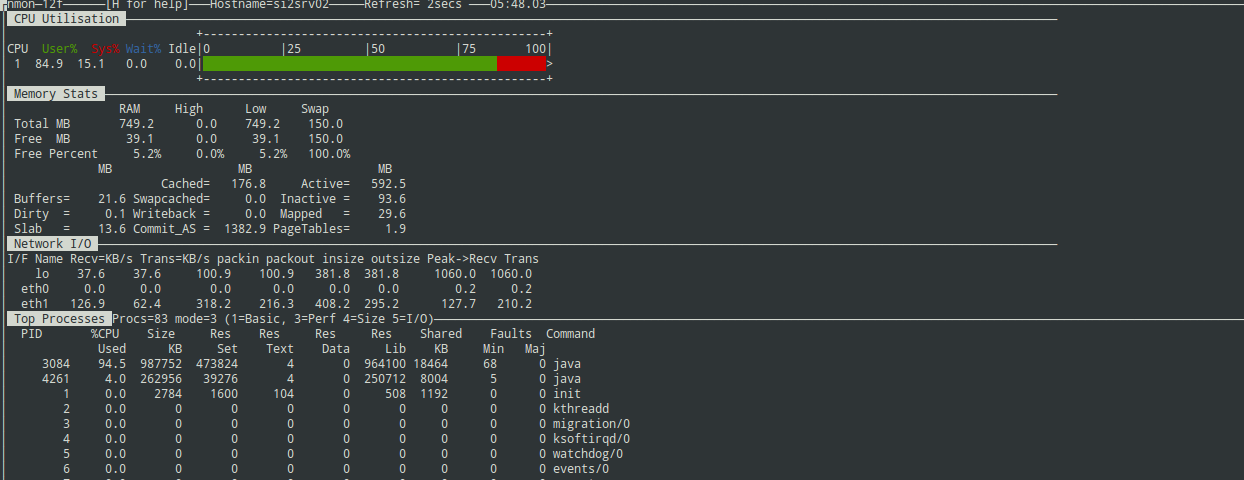 nmon—12f——[H for help]——Hostname=si2srv02——Refresh= 2secs ——05:48.03
CPU Utilisation
+-------------------------------------------------+
CPU  User%  Sys% Wait% Idle|0          |25         |50          |75       100|
1  84.9  15.1   0.0    0.0|                                                 >
+-------------------------------------------------+
Memory Stats
RAM     High      Low     Swap
Total MB       749.2      0.0    749.2    150.0
Free  MB        39.1      0.0     39.1    150.0
Free Percent     5.2%     0.0%     5.2%   100.0%
MB                  MB                  MB
Cached=   176.8     Active=   592.5
Buffers=    21.6 Swapcached=     0.0  Inactive =    93.6
Dirty  =     0.1 Writeback =     0.0  Mapped   =    29.6
Slab   =    13.6 Commit_AS =  1382.9 PageTables=     1.9
Network I/O
I/F Name Recv=KB/s Trans=KB/s packin packout insize outsize Peak->Recv Trans
lo    37.6    37.6     100.9   100.9   381.8  381.8     1060.0  1060.0
eth0     0.0     0.0       0.0     0.0     0.0    0.0        0.2     0.2
eth1   126.9    62.4     318.2   216.3   408.2  295.2      127.7   210.2
Top Processes Procs=83 mode=3 (1=Basic, 3=Perf 4=Size 5=I/O)
PID       %CPU    Size     Res     Res     Res     Res    Shared    Faults  Command
Used      KB     Set    Text    Data     Lib    KB     Min   Maj
3084    94.5  987752  473824       4       0  964100 18464     68      0 java
4261     4.0  262956   39276       4       0  250712  8004      5      0 java
1     0.0    2784    1600     104       0     508  1192      0      0 init
2     0.0       0       0       0       0       0     0      0      0 kthreadd
3     0.0       0       0       0       0       0     0      0      0 migration/0
4     0.0       0       0       0       0       0     0      0      0 ksoftirqd/0
5     0.0       0       0       0       0       0     0      0      0 watchdog/0
6     0.0       0       0       0       0       0     0      0      0 events/0